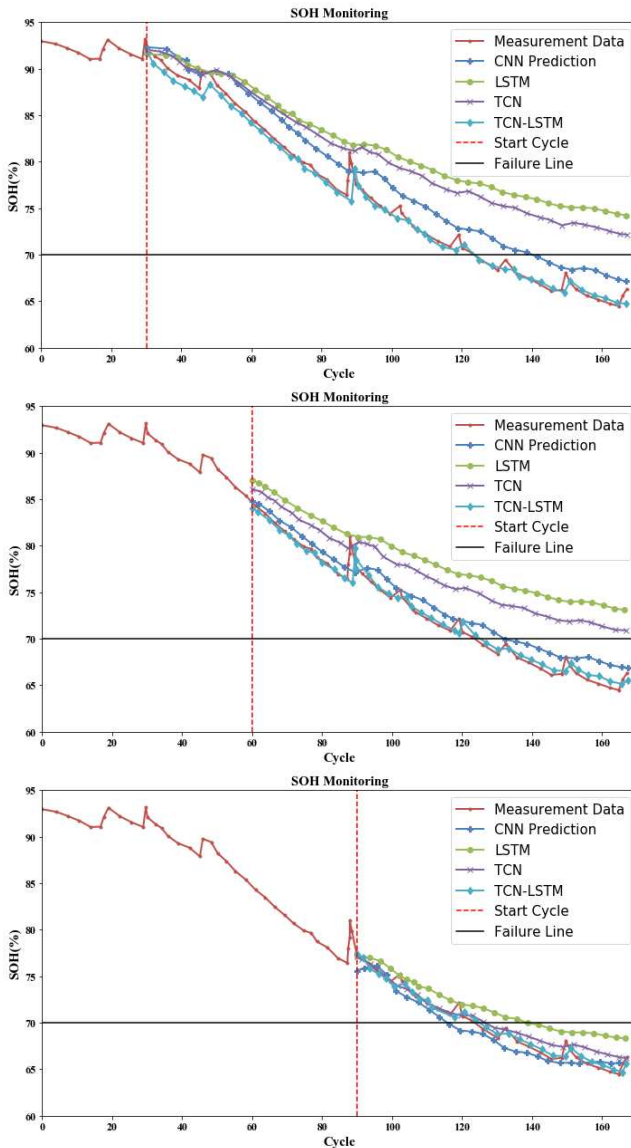 SOH Monitoring
95
90
85
80
75
70
65
60
SOH(%)
0 20 40 60 80 100 120 140 160
Cycle
Measurement Data
CNN Prediction
LSTM
TCN
TCN-LSTM
Start Cycle
Failure Line
SOH Monitoring
95
90
85
80
75
70
65
60
SOH(%)
0 20 40 60 80 100 120 140 160
Cycle
Measurement Data
CNN Prediction
LSTM
TCN
TCN-LSTM
Start Cycle
Failure Line
SOH Monitoring
95
90
85
80
75
70
65
60
SOH(%)
0 20 40 60 80 100 120 140 160
Cycle
Measurement Data
CNN Prediction
LSTM
TCN
TCN-LSTM
Start Cycle
Failure Line